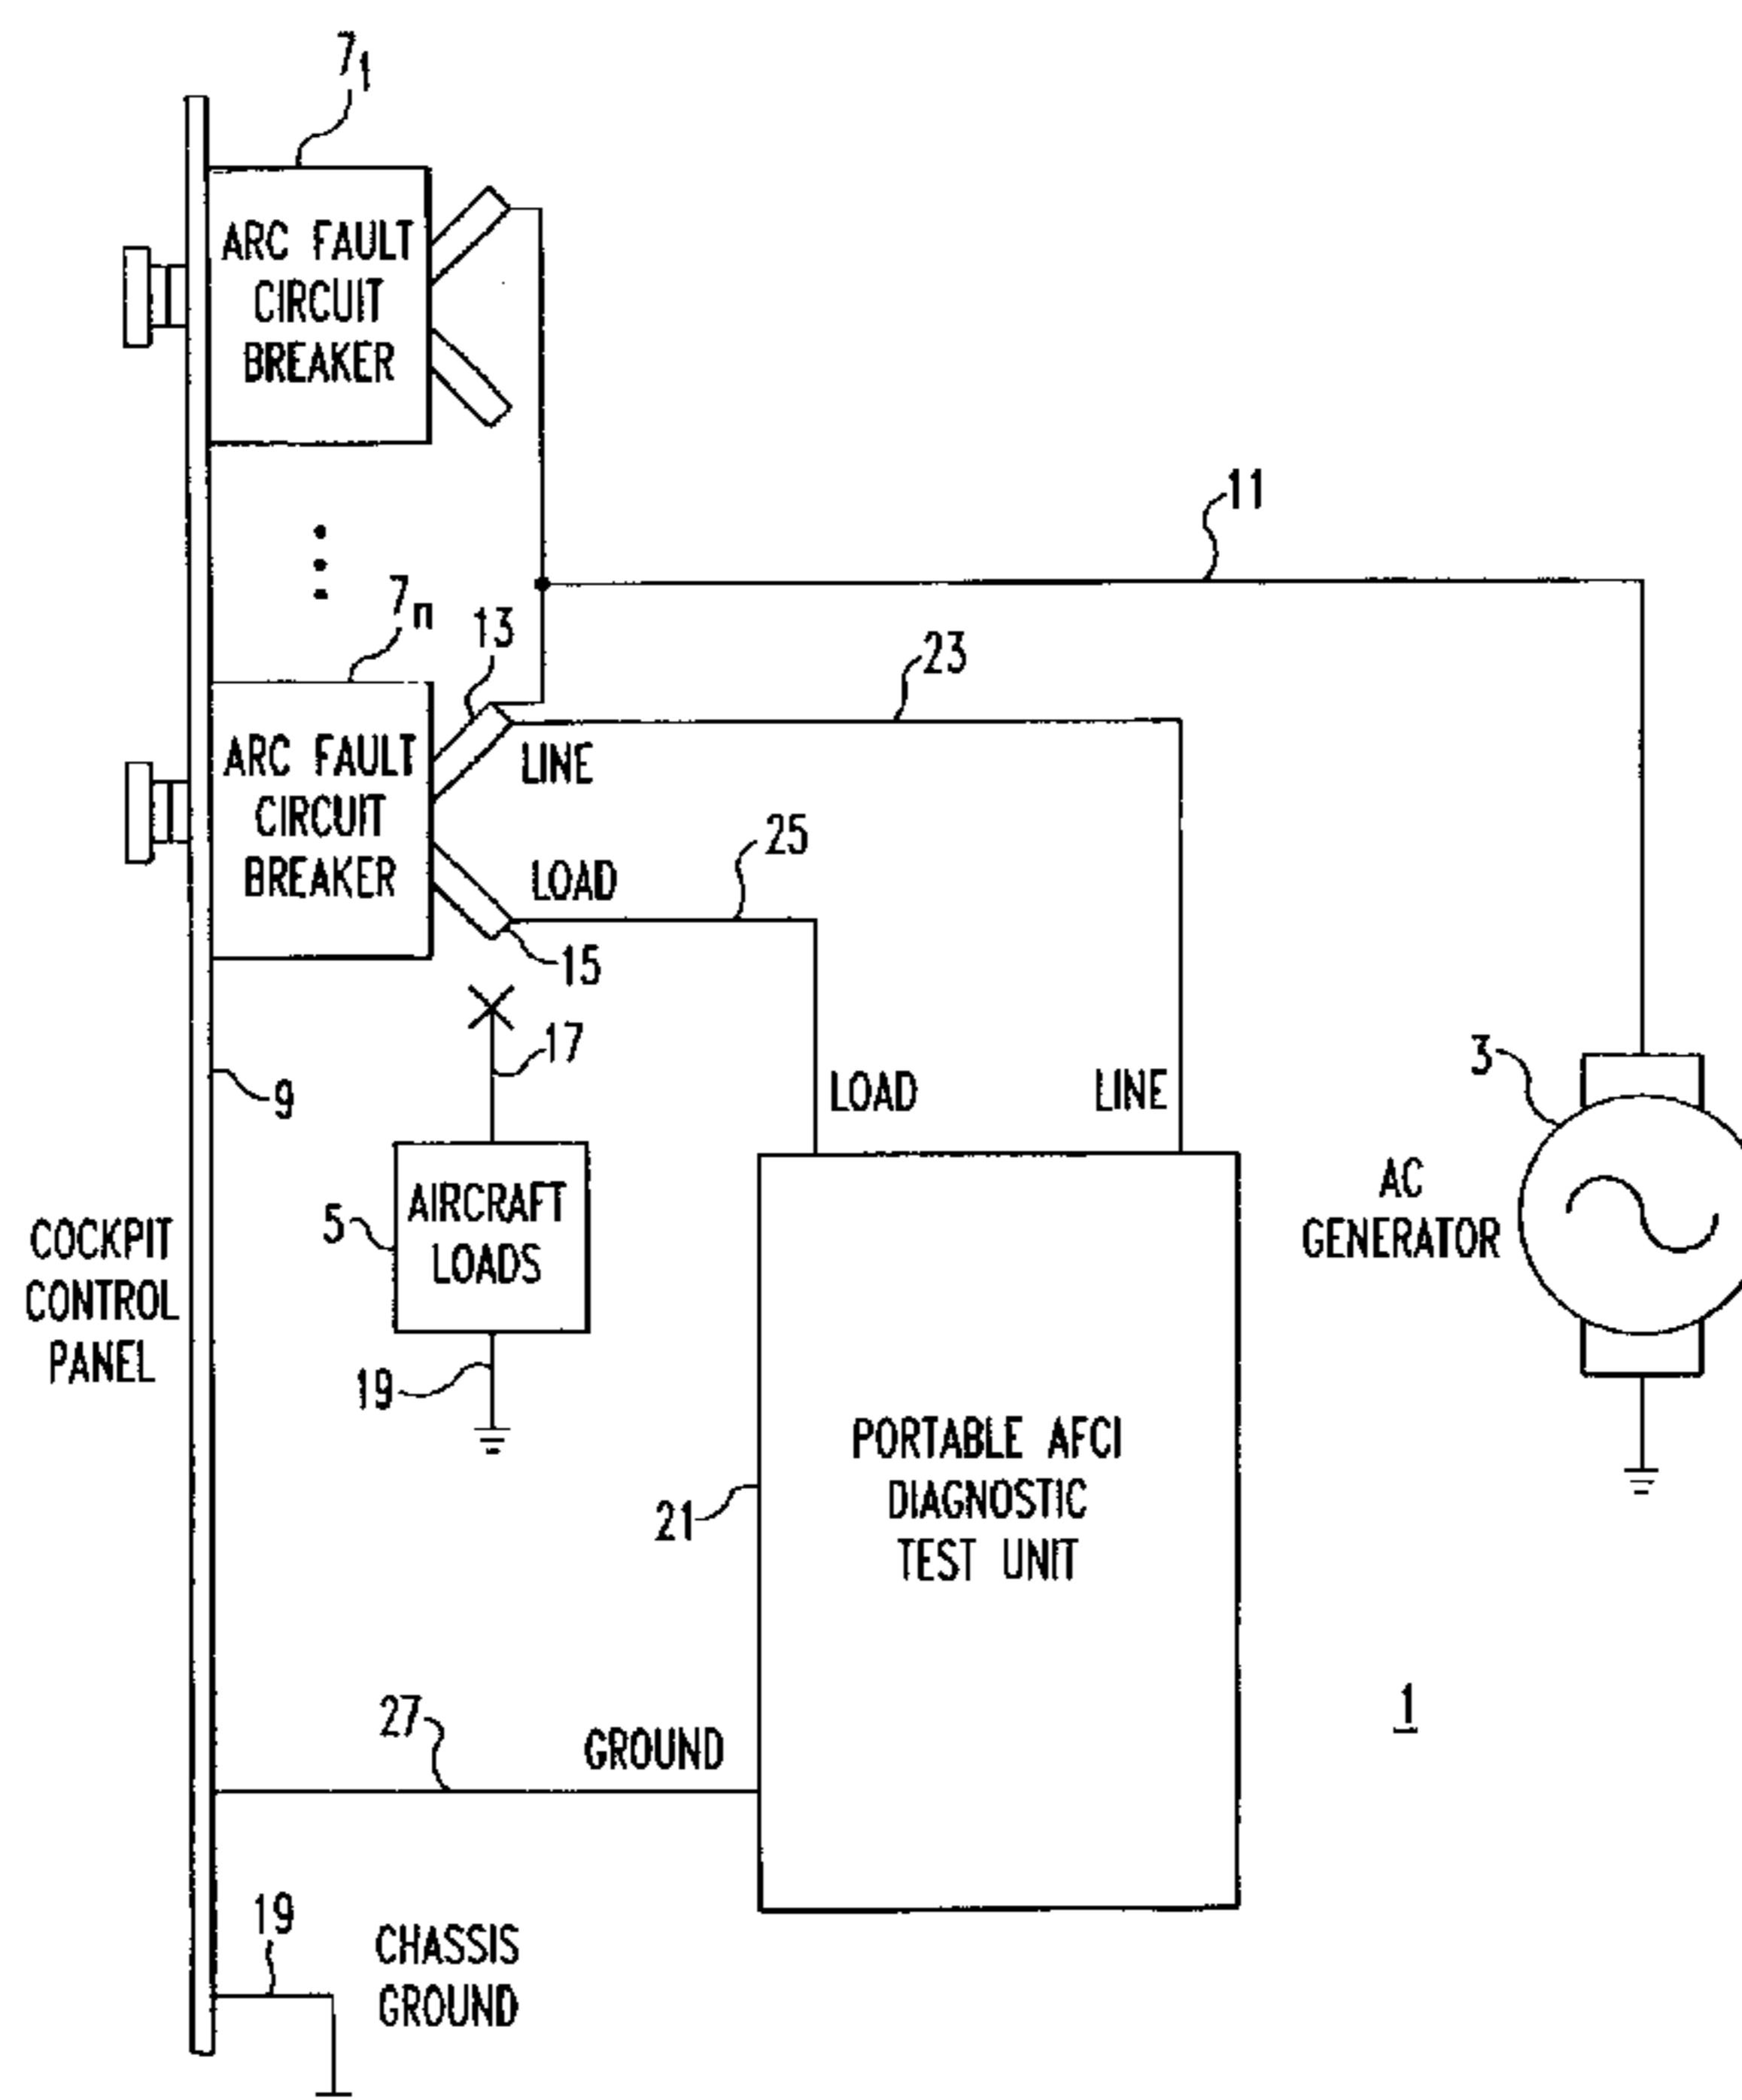 71
ARC FAULT
CIRCUIT
BREAKER
11
7n
13
23
ARC FAULT
CIRCUIT
BREAKER
LINE
LOAD
25
15
17
9
LOAD
LINE
3
AC
GENERATOR
5
AIRCRAFT
LOADS
COCKPIT
CONTROL
PANEL
19
PORTABLE AFCI
DIAGNOSTIC
TEST UNIT
21
27
GROUND
1
19
CHASSIS
GROUND